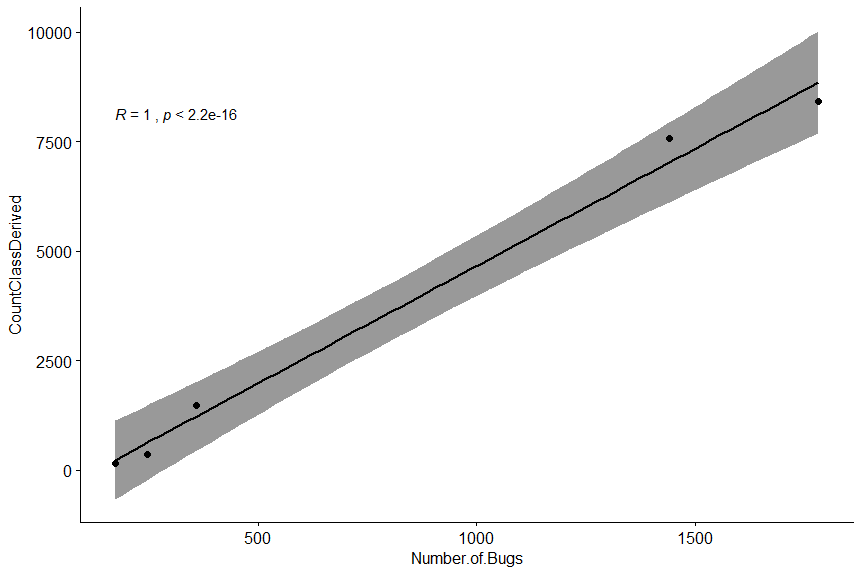 10000
R = 1 , p < 2.2e-16
7500
5000
2500
0
CountClassDerived
500 1000 1500
Number.of.Bugs